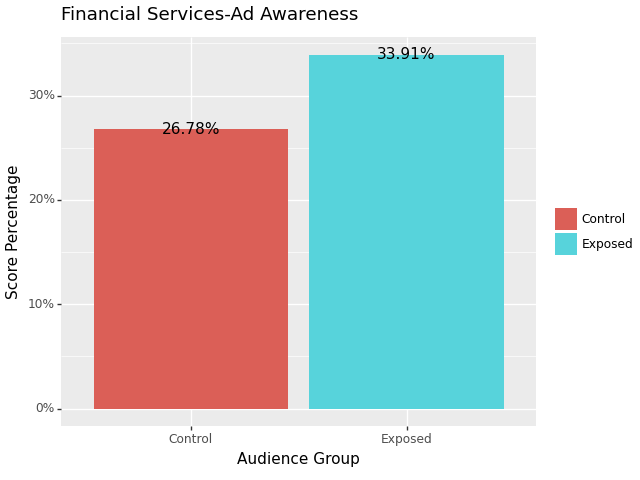 Financial Services-Ad Awareness
33.91%
26.78%
30%
20%
10%
0%
Score Percentage
Control
Exposed
Control
Exposed
Audience Group